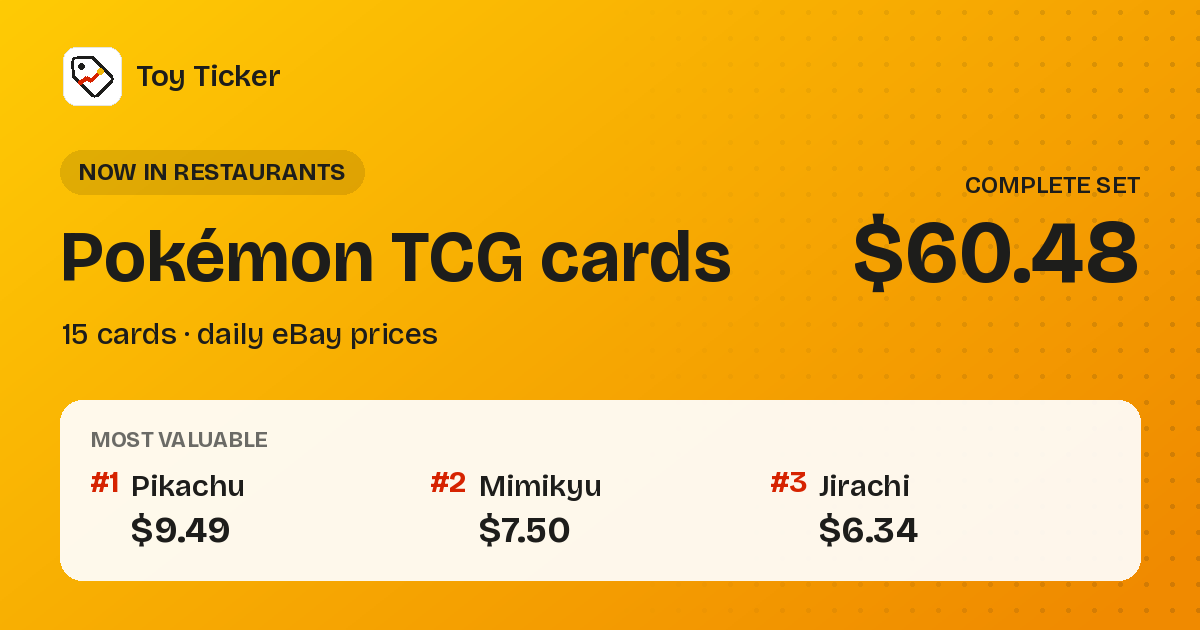 Toy Ticker
NOW IN RESTAURANTS
COMPLETE SET
Pokémon TCG cards
$60.48
15 cards · daily eBay prices
MOST VALUABLE
#1 Pikachu
$9.49
#2 Mimikyu
$7.50
#3 Jirachi
$6.34